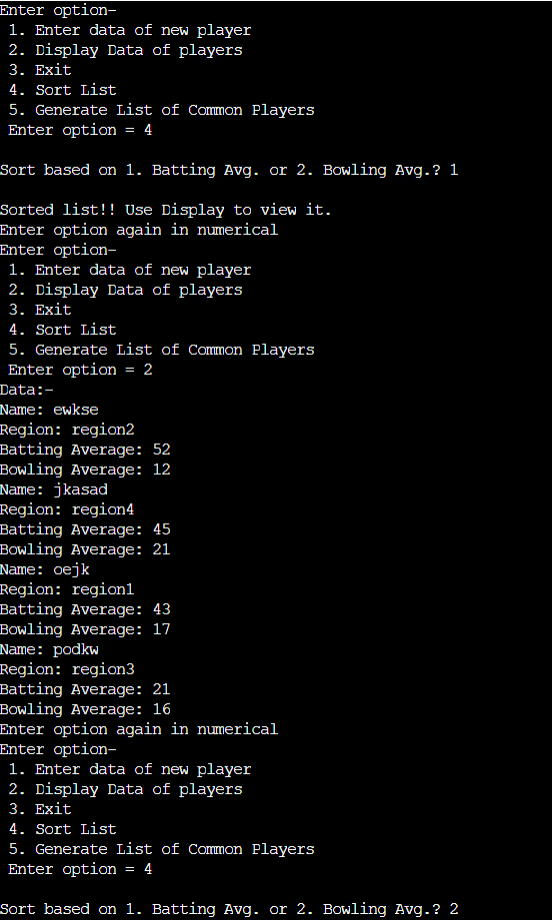 Enter option-
1. Enter data of new player
2. Display Data of players
3. Exit
4. Sort List
5. Generate List of Common Players
Enter option = 4
Sort based on 1. Batting Avg. or 2. Bowling Avg.? 1
Sorted list!! Use Display to view it.
Enter option again in numerical
Enter option-
1. Enter data of new player
2. Display Data of players
3. Exit
4. Sort List
5. Generate List of Common Players
Enter option = 2
Data:-
Name: ewkse
Region: region2
Batting Average: 52
Bowling Average: 12
Name: jkasad
Region: region4
Batting Average: 45
Bowling Average: 21
Name: oejk
Region: region1
Batting Average: 43
Bowling Average: 17
Name: podkw
Region: region3
Batting Average: 21
Bowling Average: 16
Enter option again in numerical
Enter option-
1. Enter data of new player
2. Display Data of players
3. Exit
4. Sort List
5. Generate List of Common Players
Enter option = 4
Sort based on 1. Batting Avg. or 2. Bowling Avg.? 2